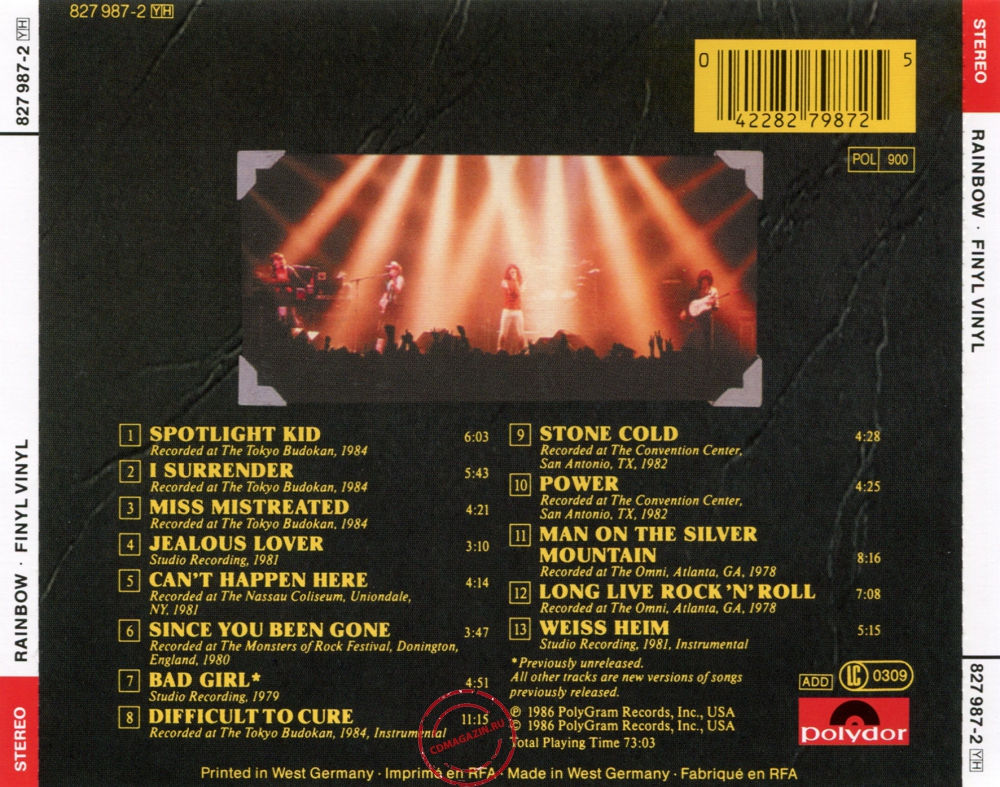 827 987-2 YH
827 987-2 YH
RAINBOW · FINYL VINYL
STEREO
STEREO
RAINBOW · FINYL VINYL
827 987-2 YH
0 42282 79872 5
POL 900
1 SPOTLIGHT KID 6:03
Recorded at The Tokyo Budokan, 1984
2 I SURRENDER 5:43
Recorded at The Tokyo Budokan, 1984
3 MISS MISTREATED 4:21
Recorded at The Tokyo Budokan, 1984
4 JEALOUS LOVER 3:10
Studio Recording, 1981
5 CAN'T HAPPEN HERE 4:14
Recorded at The Nassau Coliseum, Uniondale,
NY, 1981
6 SINCE YOU BEEN GONE 3:47
Recorded at The Monsters of Rock Festival, Donington,
England, 1980
7 BAD GIRL* 4:51
Studio Recording, 1979
8 DIFFICULT TO CURE 11:15
Recorded at The Tokyo Budokan, 1984, Instrumental
9 STONE COLD 4:28
Recorded at The Convention Center,
San Antonio, TX, 1982
10 POWER 4:25
Recorded at The Convention Center,
San Antonio, TX, 1982
11 MAN ON THE SILVER
MOUNTAIN 8:16
Recorded at The Omni, Atlanta, GA, 1978
12 LONG LIVE ROCK 'N' ROLL 7:08
Recorded at The Omni, Atlanta, GA, 1978
13 WEISS HEIM 5:15
Studio Recording, 1981, Instrumental
*Previously unreleased.
All other tracks are new versions of songs
previously released.
℗ 1986 PolyGram Records, Inc., USA
© 1986 PolyGram Records, Inc., USA
Total Playing Time 73:03
ADD LC 0309
polydor
CDMAGAZIN.RU
Printed in West Germany · Imprimé en RFA · Made in West Germany · Fabriqué en RFA